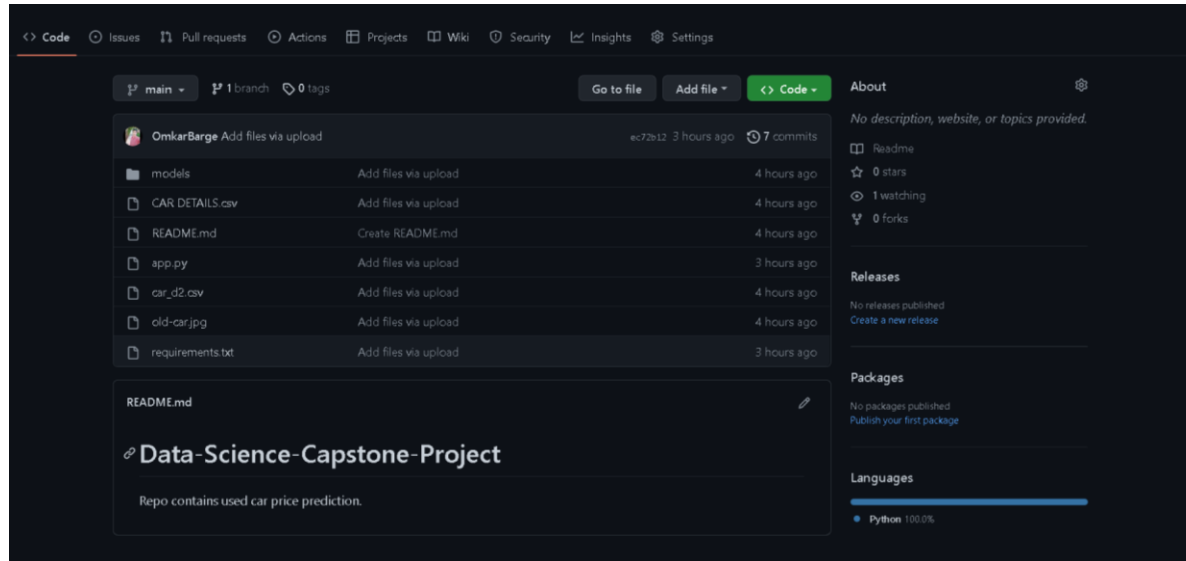 <> Code Issues Pull requests Actions Projects Wiki Security Insights Settings
main 1 branch 0 tags Go to file Add file <> Code
OmkarBarge Add files via upload ec72b12 3 hours ago 7 commits
models Add files via upload 4 hours ago
CAR DETAILS.csv Add files via upload 4 hours ago
README.md Create README.md 4 hours ago
app.py Add files via upload 3 hours ago
car_d2.csv Add files via upload 4 hours ago
old-car.jpg Add files via upload 4 hours ago
requirements.txt Add files via upload 3 hours ago
README.md
Data-Science-Capstone-Project
Repo contains used car price prediction.
About
No description, website, or topics provided.
Readme
0 stars
1 watching
0 forks
Releases
No releases published
Create a new release
Packages
No packages published
Publish your first package
Languages
Python 100.0%